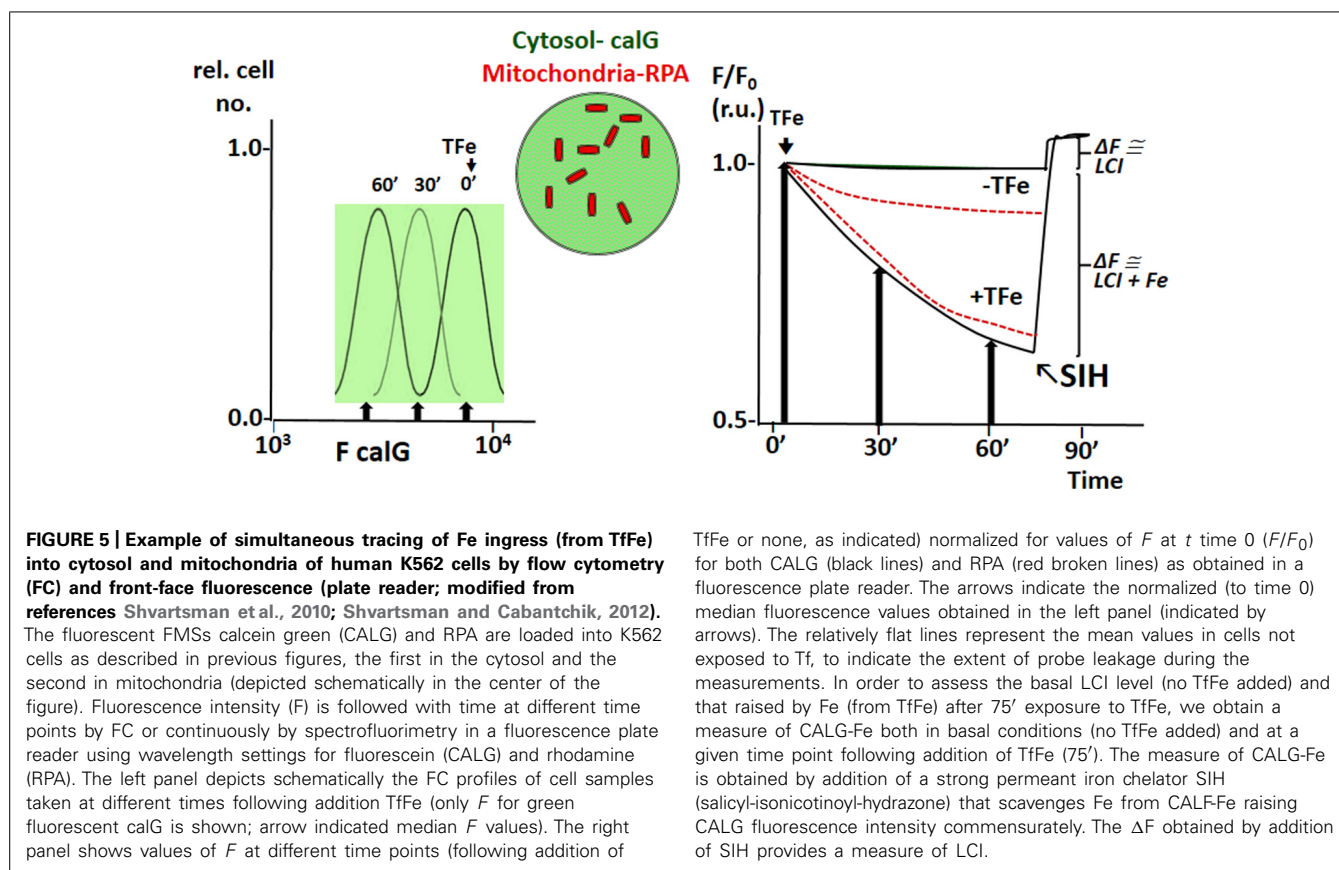 Cytosol- calG
Mitochondria-RPA
rel. cell
no.
1.0-
TFe
60’ 30’ 0’
0.0-
10³ F calG 10⁴
F/F₀
(r.u.) TFe
1.0-
-TFe
+TFe
SIH
ΔF ≅
LCI
ΔF ≅
LCI + Fe
0.5-
0’ 30’ 60’ 90’
Time
FIGURE 5 | Example of simultaneous tracing of Fe ingress (from TfFe)
into cytosol and mitochondria of human K562 cells by flow cytometry
(FC) and front-face fluorescence (plate reader; modified from
references Shvartsman et al., 2010; Shvartsman and Cabantchik, 2012).
The fluorescent FMSs calcein green (CALG) and RPA are loaded into K562
cells as described in previous figures, the first in the cytosol and the
second in mitochondria (depicted schematically in the center of the
figure). Fluorescence intensity (F) is followed with time at different time
points by FC or continuously by spectrofluorimetry in a fluorescence plate
reader using wavelength settings for fluorescein (CALG) and rhodamine
(RPA). The left panel depicts schematically the FC profiles of cell samples
taken at different times following addition TfFe (only F for green
fluorescent calG is shown; arrow indicated median F values). The right
panel shows values of F at different time points (following addition of
TfFe or none, as indicated) normalized for values of F at t time 0 (F/F₀)
for both CALG (black lines) and RPA (red broken lines) as obtained in a
fluorescence plate reader. The arrows indicate the normalized (to time 0)
median fluorescence values obtained in the left panel (indicated by
arrows). The relatively flat lines represent the mean values in cells not
exposed to Tf, to indicate the extent of probe leakage during the
measurements. In order to assess the basal LCI level (no TfFe added) and
that raised by Fe (from TfFe) after 75′ exposure to TfFe, we obtain a
measure of CALG-Fe both in basal conditions (no TfFe added) and at a
given time point following addition of TfFe (75′). The measure of CALG-Fe
is obtained by addition of a strong permeant iron chelator SIH
(salicyl-isonicotinoyl-hydrazone) that scavenges Fe from CALF-Fe raising
CALG fluorescence intensity commensurately. The ΔF obtained by addition
of SIH provides a measure of LCI.